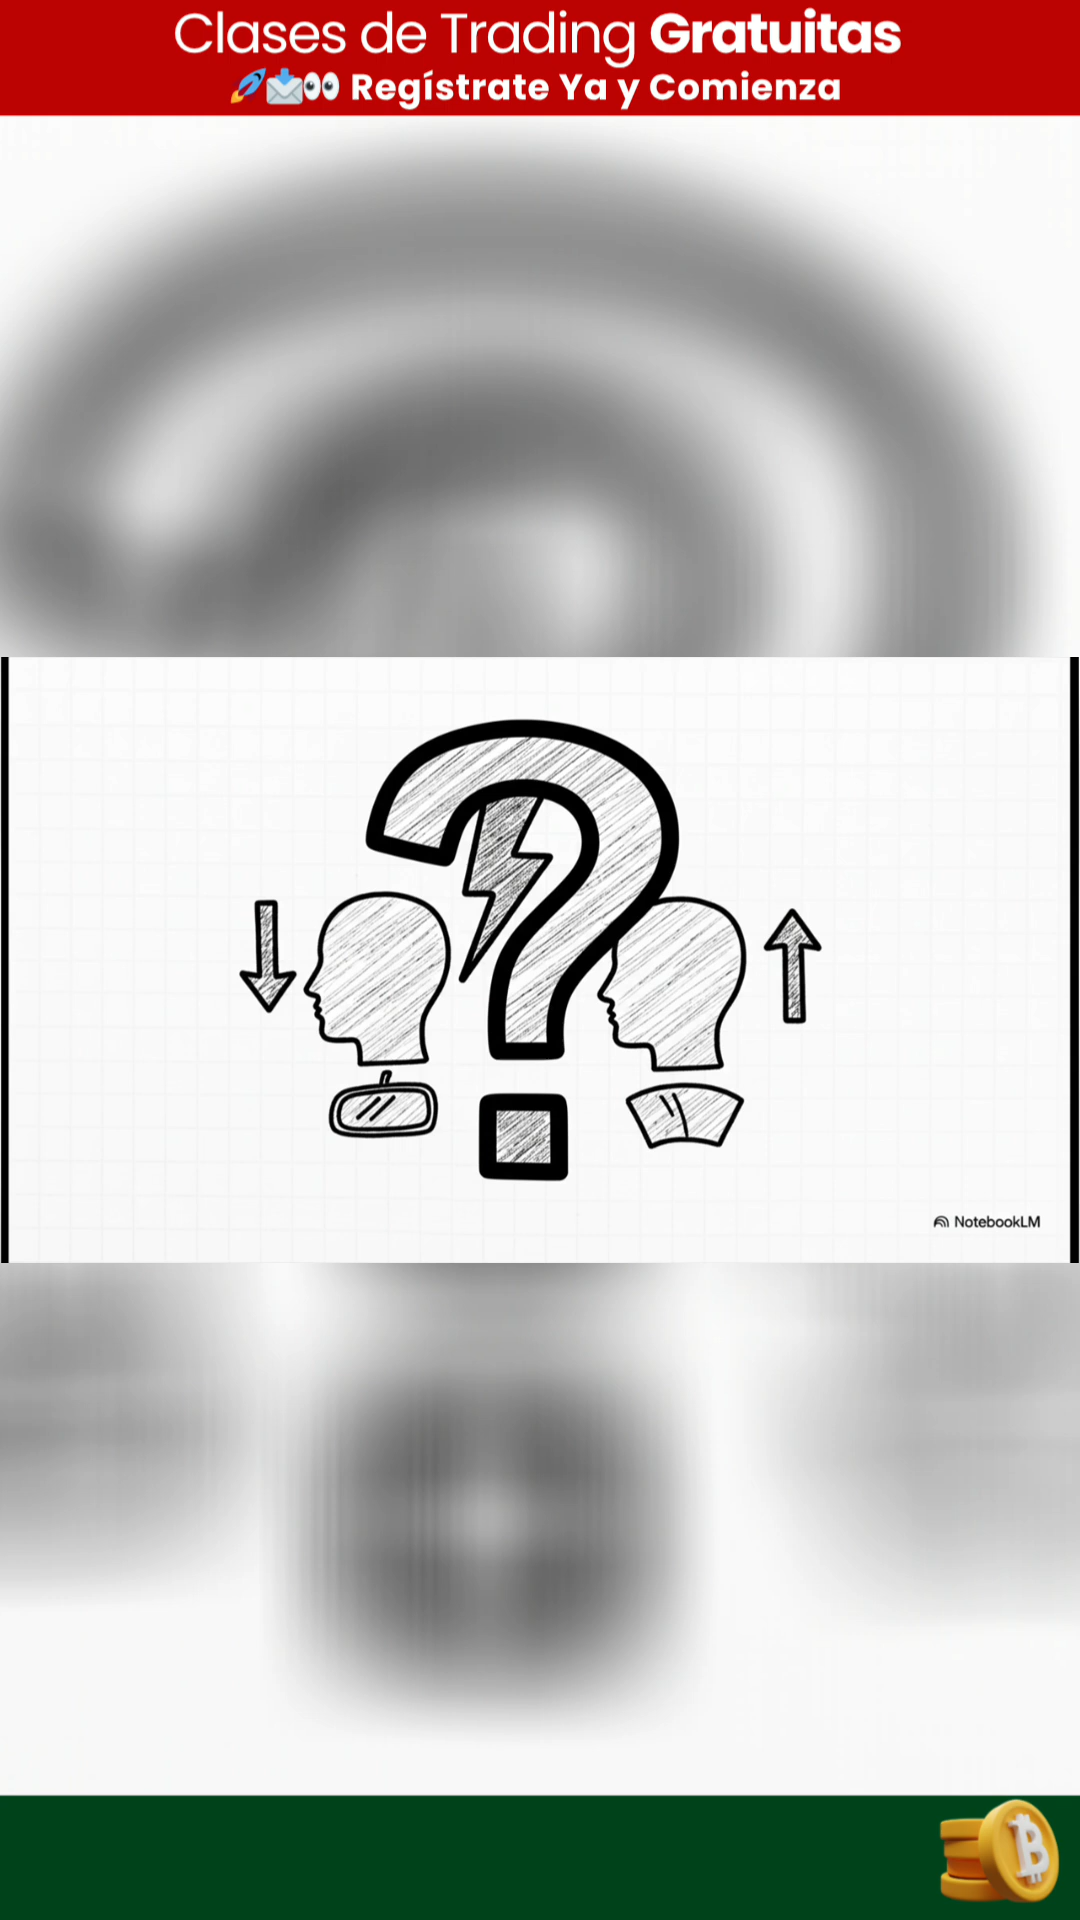 Clases de Trading Gratuitas
🚀📩👀 Regístrate Ya y Comienza
NotebookLM